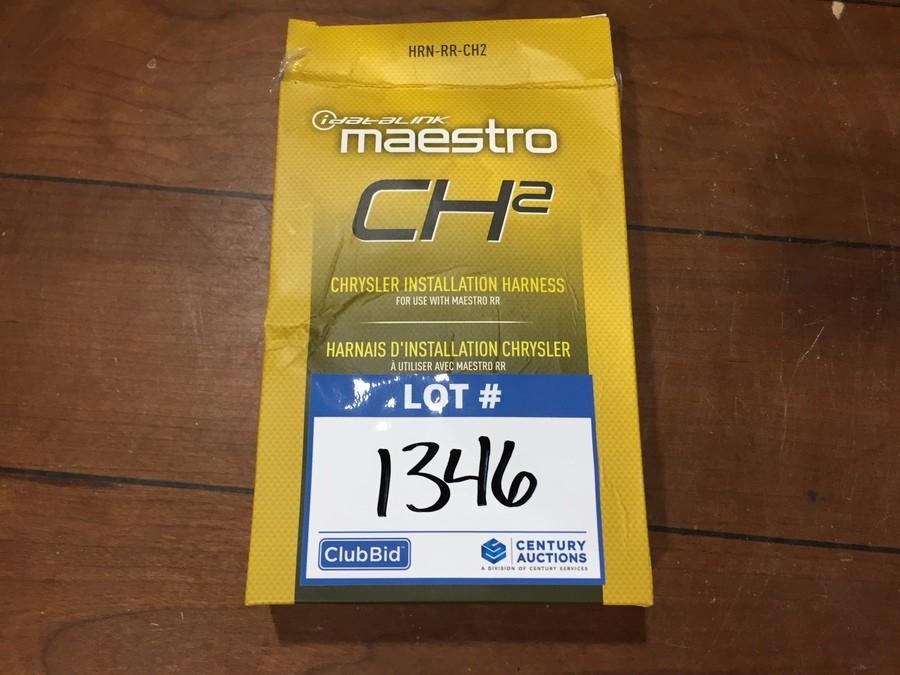 HRN-RR-CH2
idatalink
maestro
CH2
CHRYSLER INSTALLATION HARNESS
FOR USE WITH MAESTRO RR
HARNAIS D'INSTALLATION CHRYSLER
À UTILISER AVEC MAESTRO RR
LOT #
1346
ClubBid™
CENTURY
AUCTIONS
A DIVISION OF CENTURY SERVICES